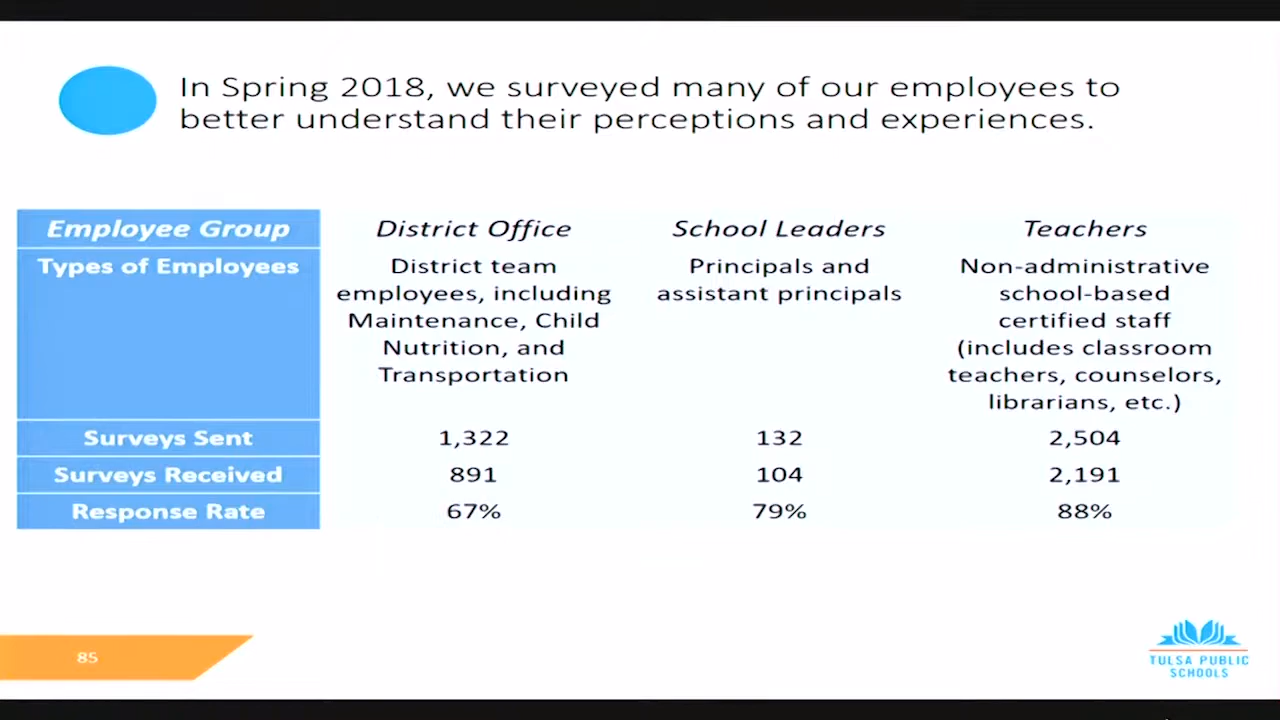 In Spring 2018, we surveyed many of our employees to
better understand their perceptions and experiences.
Employee Group
District Office
School Leaders
Teachers
Types of Employees
District team
employees, including
Maintenance, Child
Nutrition, and
Transportation
Principals and
assistant principals
Non-administrative
school-based
certified staff
(includes classroom
teachers, counselors,
librarians, etc.)
Surveys Sent
1,322
132
2,504
Surveys Received
891
104
2,191
Response Rate
67%
79%
88%
85
TULSA PUBLIC
SCHOOLS